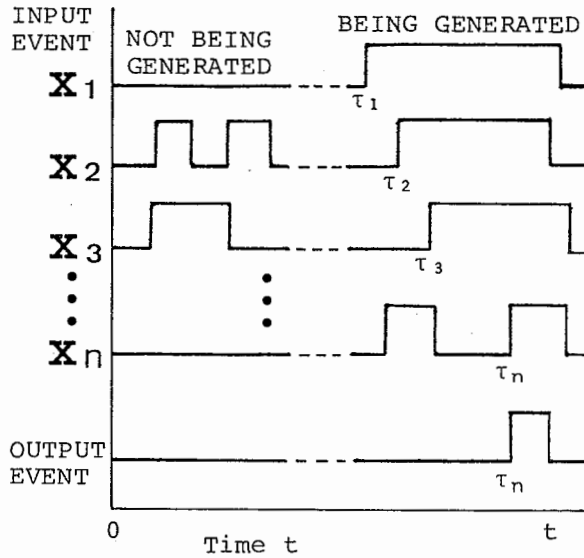 INPUT
EVENT
NOT BEING
GENERATED
BEING GENERATED
X1
τ1
X2
τ2
X3
τ3
Xn
τn
OUTPUT
EVENT
τn
0
Time t
t